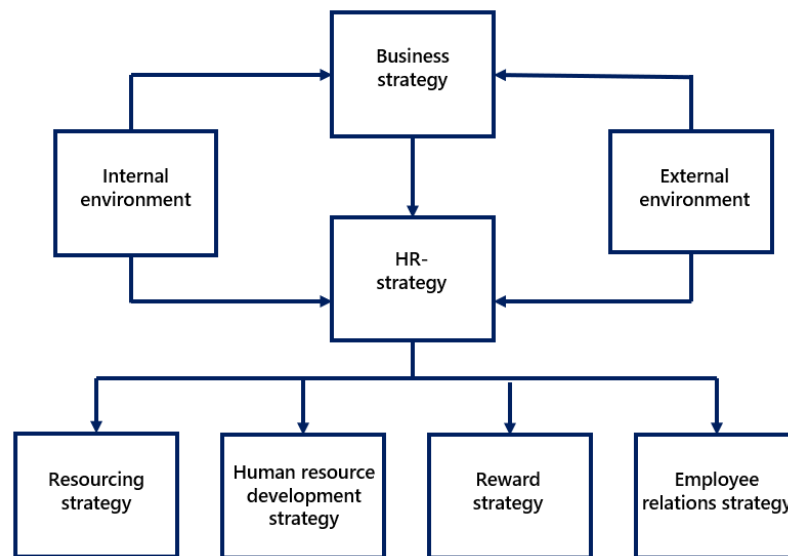 Business
strategy
Internal
environment
External
environment
HR-
strategy
Resourcing
strategy
Human resource
development
strategy
Reward
strategy
Employee
relations strategy